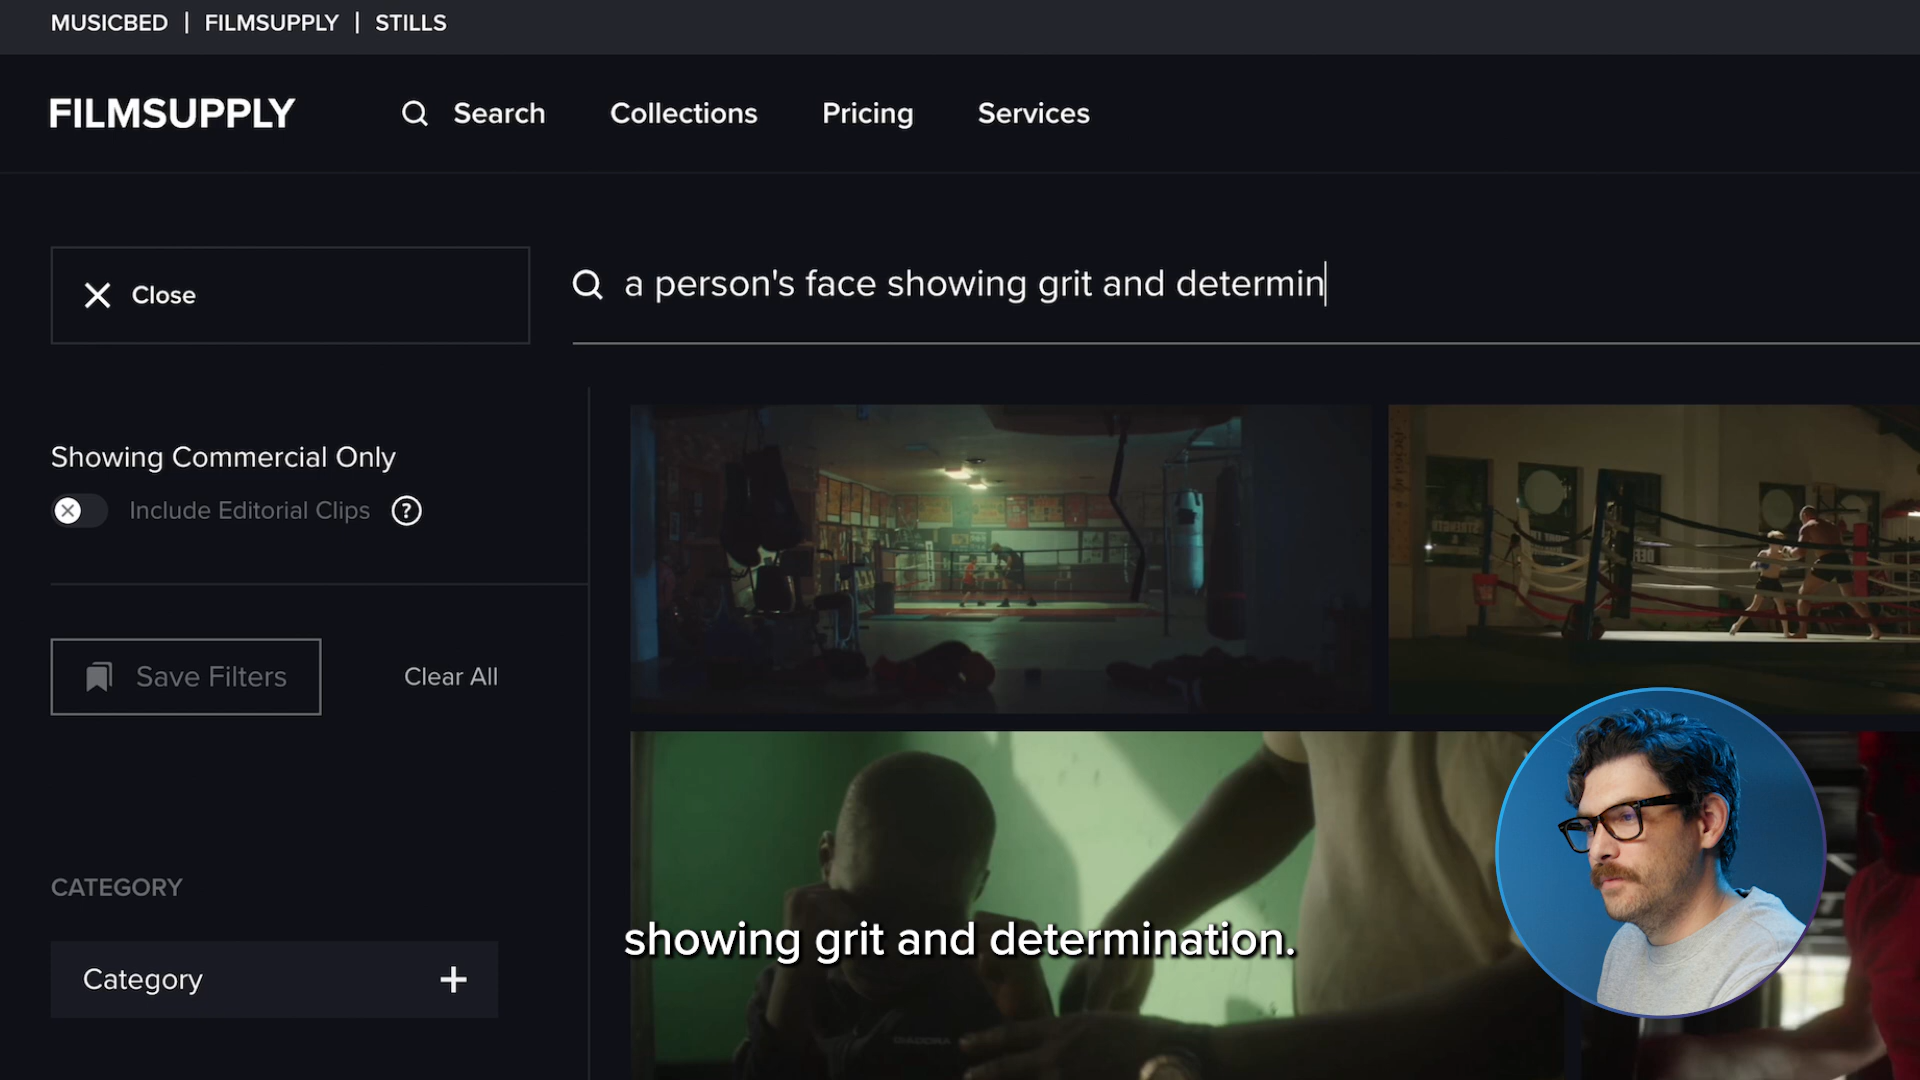 MUSICBED | FILMSUPPLY | STILLS
FILMSUPPLY Search Collections Pricing Services
Close
a person's face showing grit and determin
Showing Commercial Only
Include Editorial Clips ?
Save Filters Clear All
CATEGORY
Category +
showing grit and determination.
DIADORA